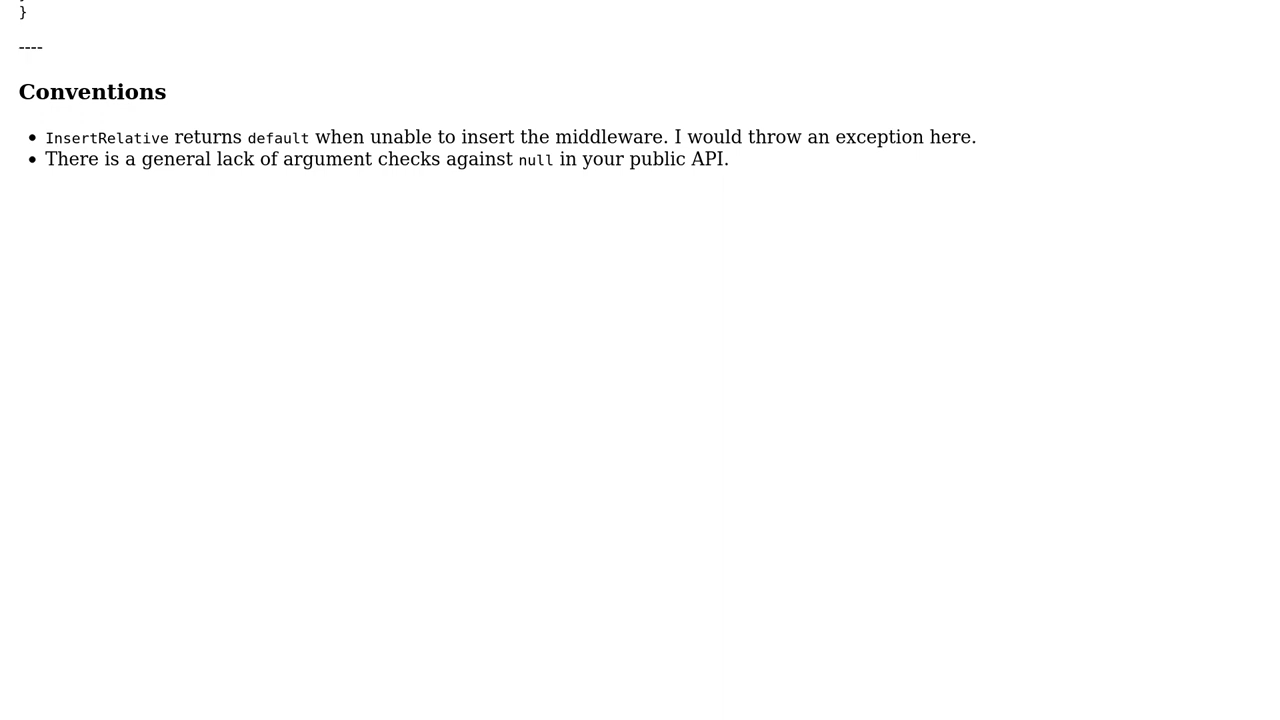 }
----
Conventions
• InsertRelative returns default when unable to insert the middleware. I would throw an exception here.
• There is a general lack of argument checks against null in your public API.